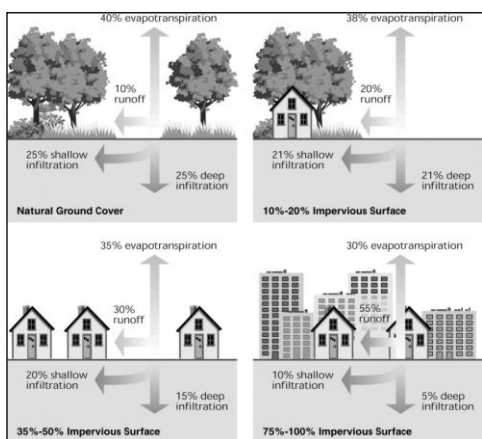 40% evapotranspiration
10%
runoff
25% shallow
infiltration
25% deep
infiltration
Natural Ground Cover
38% evapotranspiration
20%
runoff
21% shallow
infiltration
21% deep
infiltration
10%-20% Impervious Surface
35% evapotranspiration
30%
runoff
20% shallow
infiltration
15% deep
infiltration
35%-50% Impervious Surface
30% evapotranspiration
55%
runoff
10% shallow
infiltration
5% deep
infiltration
75%-100% Impervious Surface